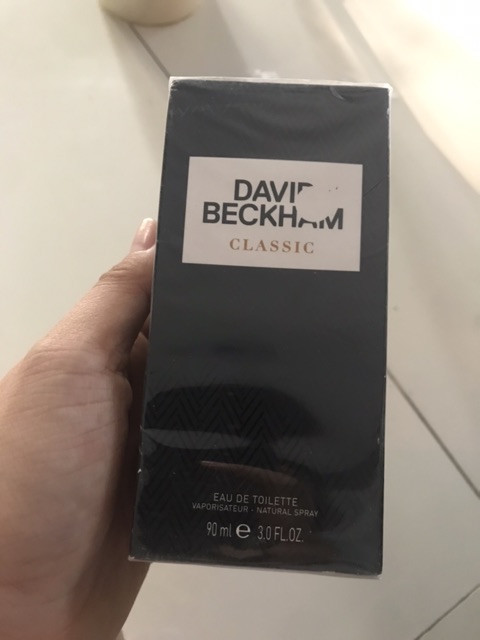 DAVID
BECKHAM
CLASSIC
EAU DE TOILETTE
VAPORISATEUR - NATURAL SPRAY
90 ml. e 3.0 FL.OZ.